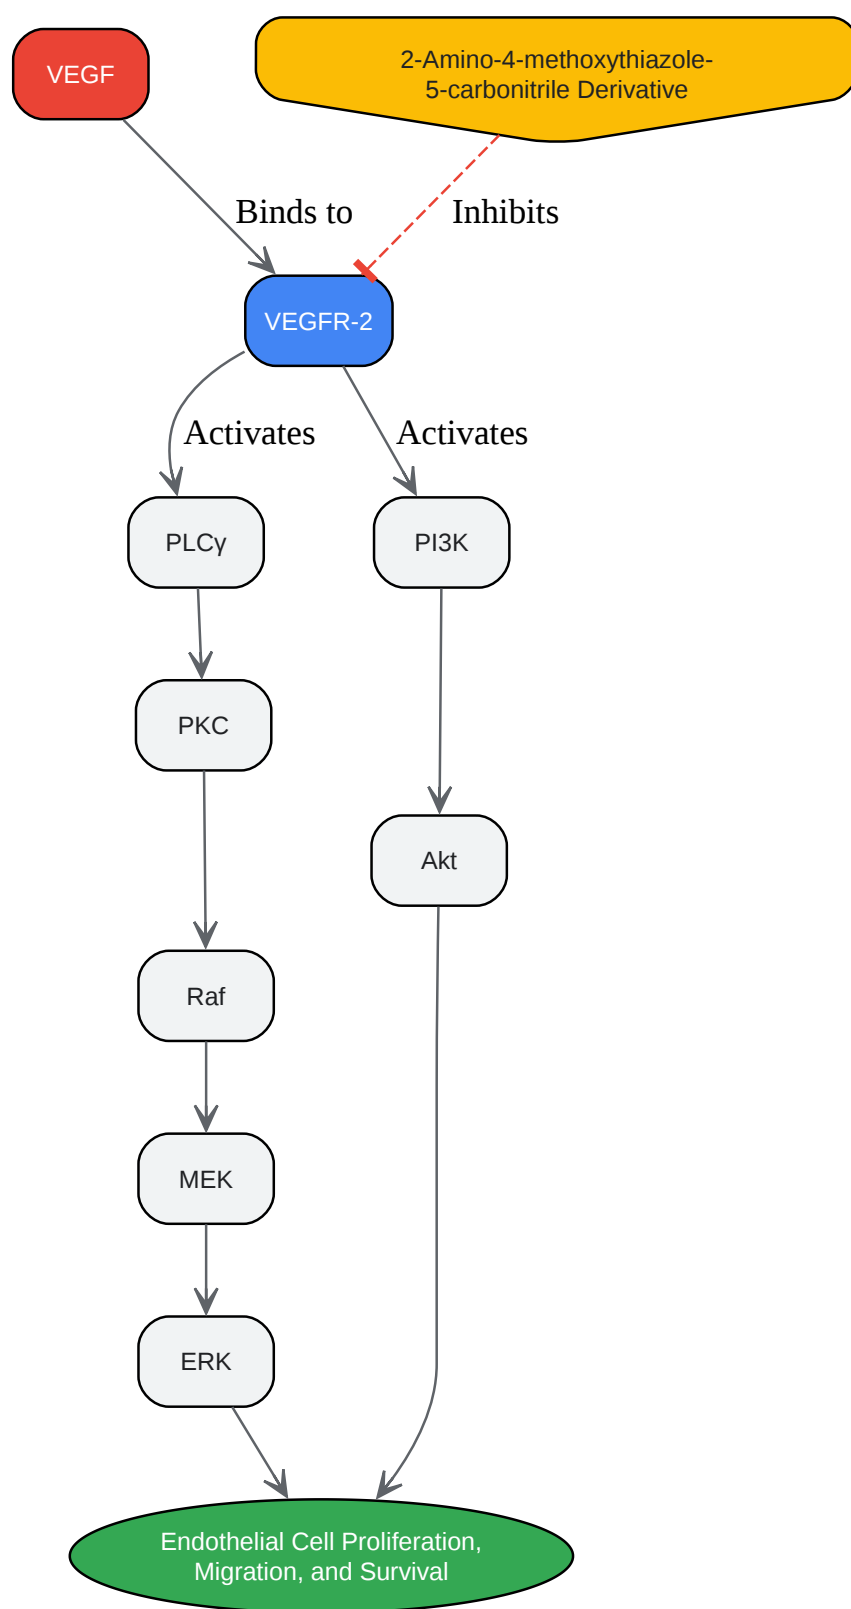 VEGF
2-Amino-4-methoxythiazole-
5-carbonitrile Derivative
Binds to
Inhibits
VEGFR-2
Activates
Activates
PLCγ
PI3K
PKC
Akt
Raf
MEK
ERK
Endothelial Cell Proliferation,
Migration, and Survival